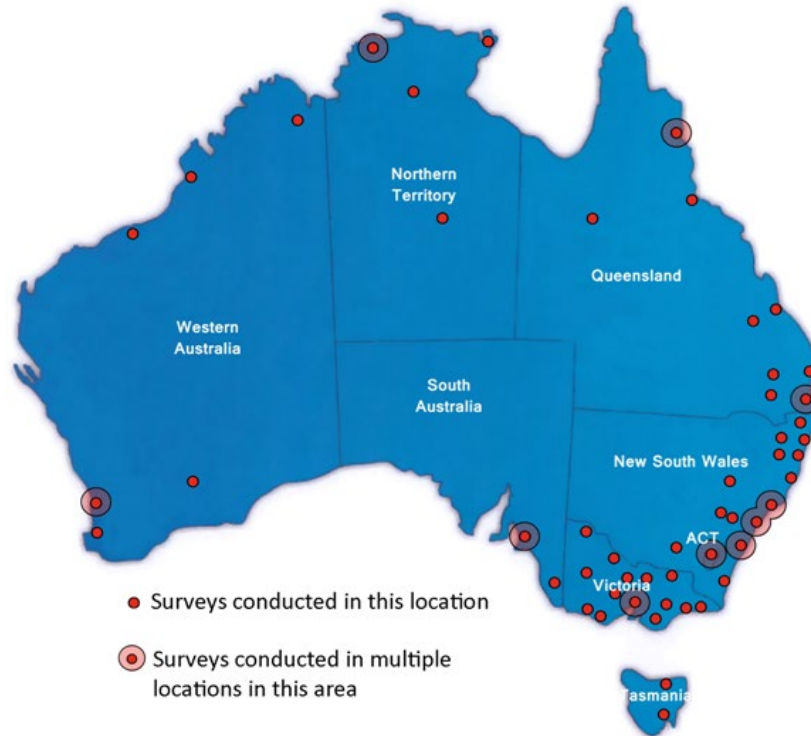 Northern
Territory
Queensland
Western
Australia
South
Australia
New South Wales
ACT
Victoria
Surveys conducted in this location
Surveys conducted in multiple
locations in this area
Tasmania